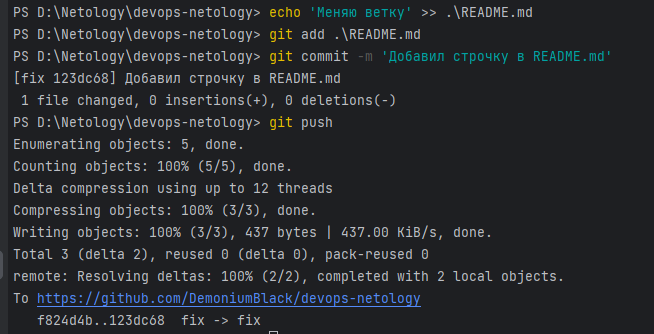 PS D:\Netology\devops-netology> echo 'Меняю ветку' >> .\README.md
PS D:\Netology\devops-netology> git add .\README.md
PS D:\Netology\devops-netology> git commit -m 'Добавил строчку в README.md'
[fix 123dc68] Добавил строчку в README.md
 1 file changed, 0 insertions(+), 0 deletions(-)
PS D:\Netology\devops-netology> git push
Enumerating objects: 5, done.
Counting objects: 100% (5/5), done.
Delta compression using up to 12 threads
Compressing objects: 100% (3/3), done.
Writing objects: 100% (3/3), 437 bytes | 437.00 KiB/s, done.
Total 3 (delta 2), reused 0 (delta 0), pack-reused 0
remote: Resolving deltas: 100% (2/2), completed with 2 local objects.
To https://github.com/DemoniumBlack/devops-netology
   f824d4b..123dc68  fix -> fix